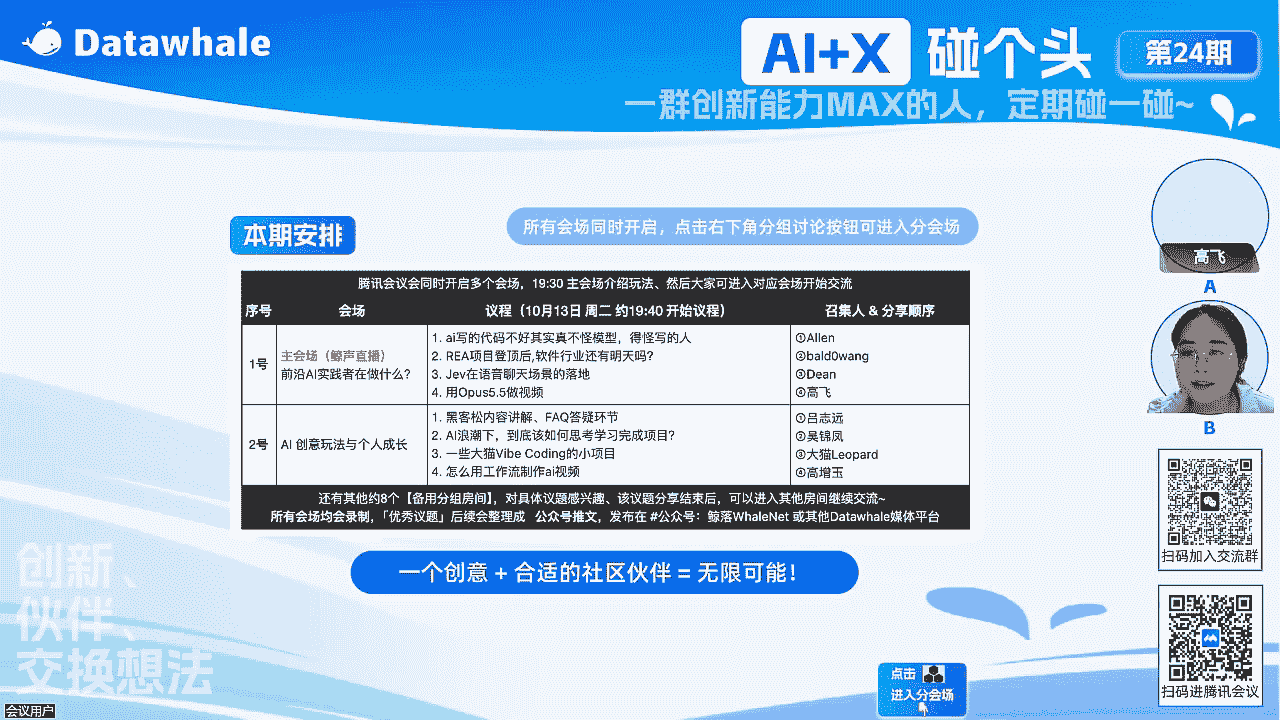 Datawhale
AI+X 碰个头 第24期
一群创新能力MAX的人，定期碰一碰~
本期安排
所有会场同时开启，点击右下角分组讨论按钮可进入分会场
腾讯会议会同时开启多个会场，19:30 主会场介绍玩法、然后大家可进入对应会场开始交流
序号 会场 议程（10月13日 周二 约19:40 开始议程） 召集人 & 分享顺序
1号
主会场（鲸声直播）
前沿AI实践者在做什么?
1. ai写的代码不好其实真不怪模型，得怪写的人
2. REA项目登顶后,软件行业还有明天吗?
3. Jev在语音聊天场景的落地
4. 用Opus5.5做视频
①Allen
②bald0wang
③Dean
④高飞
2号
AI 创意玩法与个人成长
1. 黑客松内容讲解、FAQ答疑环节
2. AI浪潮下，到底该如何思考学习完成项目?
3. 一些大猫Vibe Coding的小项目
4. 怎么用工作流制作ai视频
①吕志远
②吴锦凤
③大猫Leopard
④高增玉
还有其他约8个【备用分组房间】，对具体议题感兴趣、该议题分享结束后，可以进入其他房间继续交流~
所有会场均会录制，「优秀议题」后续会整理成 公众号推文，发布在 #公众号：鲸落WhaleNet 或其他Datawhale媒体平台
一个创意 + 合适的社区伙伴 = 无限可能！
高飞
A
B
扫码加入交流群
扫码进腾讯会议
创新、
伙伴、
交换想法
点击
进入分会场
会议用户